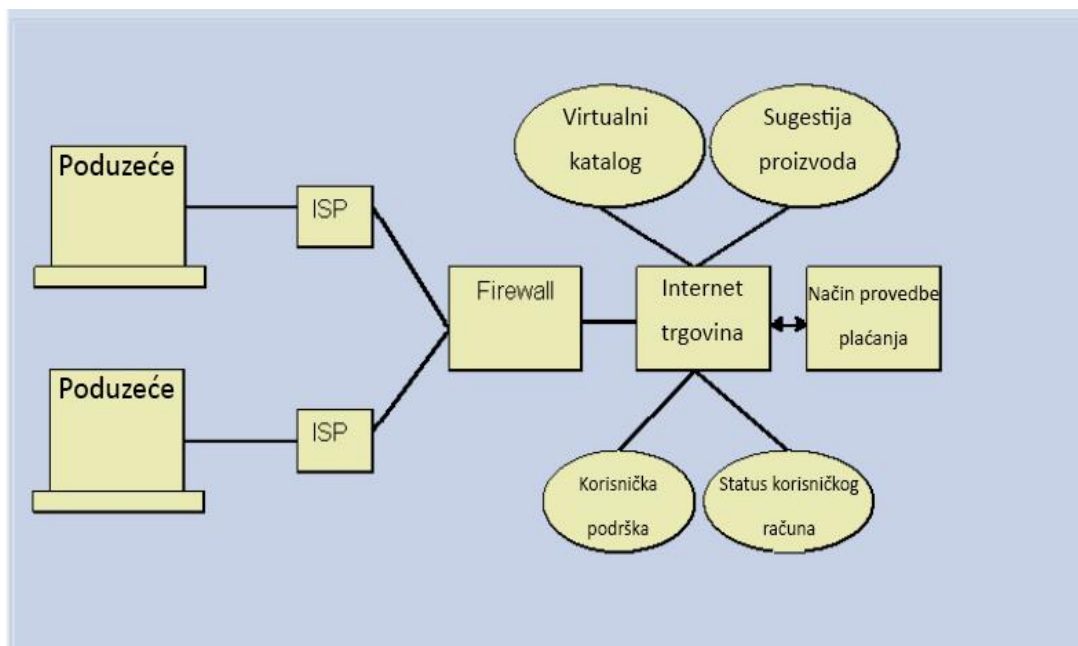 Poduzeće
ISP
Poduzeće
ISP
Firewall
Virtualni
katalog
Sugestija
proizvoda
Internet
trgovina
Način provedbe
plaćanja
Korisnička
podrška
Status korisničkog
računa